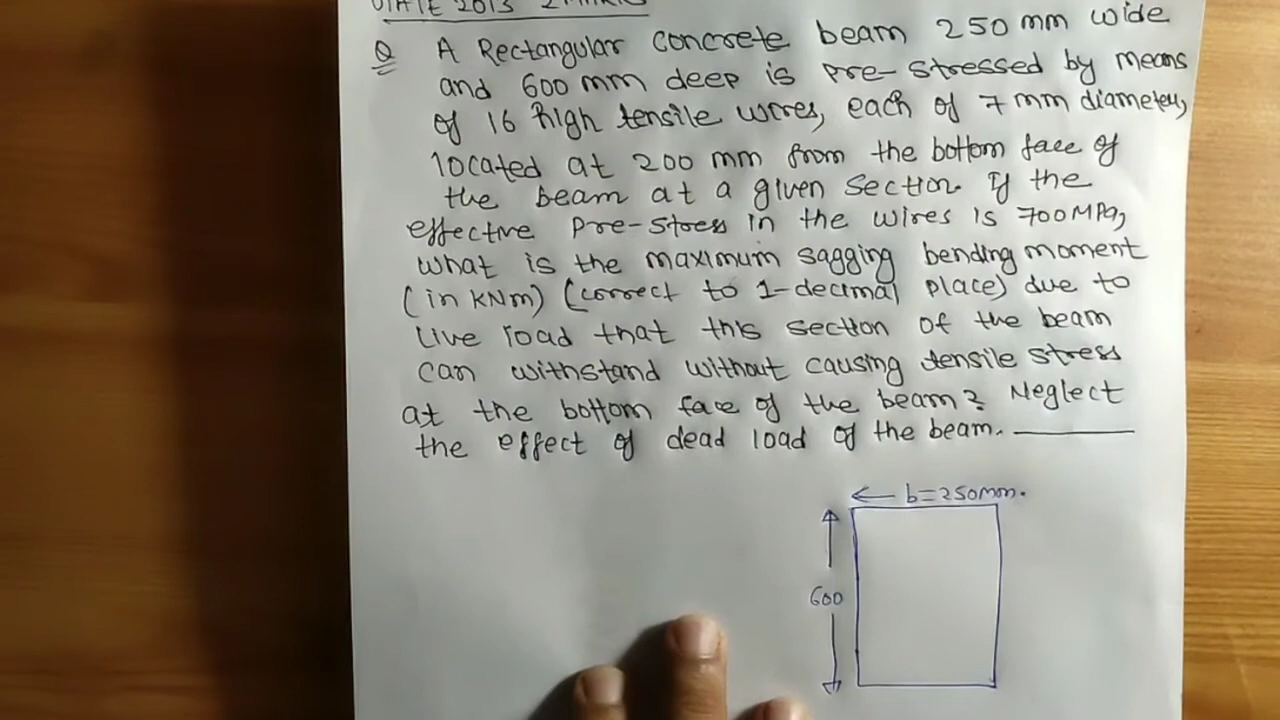 GATE 2013 2 MARKS
Q A Rectangular concrete beam 250 mm wide
and 600 mm deep is pre-stressed by means
of 16 high tensile wires, each of 7 mm diameter,
located at 200 mm from the bottom face of
the beam at a given section. If the
effective pre-stress in the wires is 700 MPa,
what is the maximum sagging bending moment
(in kNm) (correct to 1-decimal place) due to
live load that this section of the beam
can withstand without causing tensile stress
at the bottom face of the beam? Neglect
the effect of dead load of the beam.
b=250mm.
600